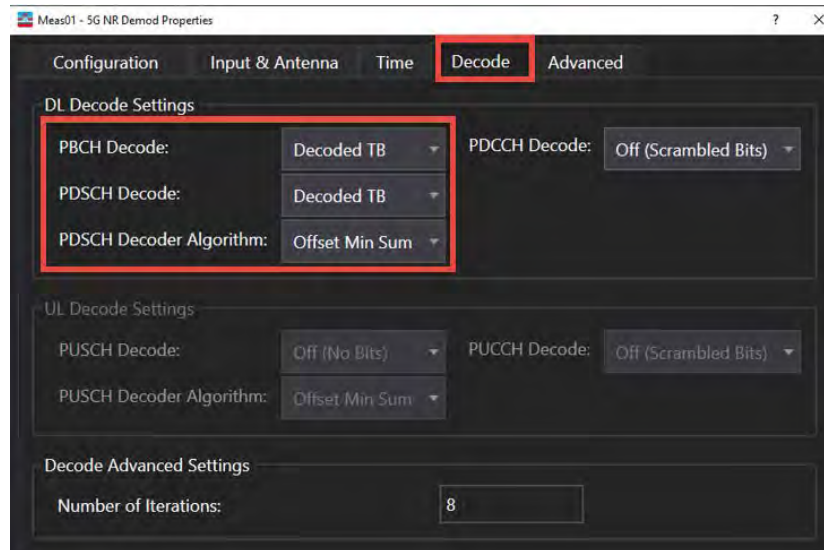 Meas01 - 5G NR Demod Properties ? ×
Configuration Input & Antenna Time Decode Advanced
DL Decode Settings
PBCH Decode: Decoded TB PDCCH Decode: Off (Scrambled Bits)
PDSCH Decode: Decoded TB
PDSCH Decoder Algorithm: Offset Min Sum
UL Decode Settings
PUSCH Decode: Off (No Bits) PUCCH Decode: Off (Scrambled Bits)
PUSCH Decoder Algorithm: Offset Min Sum
Decode Advanced Settings
Number of Iterations: 8